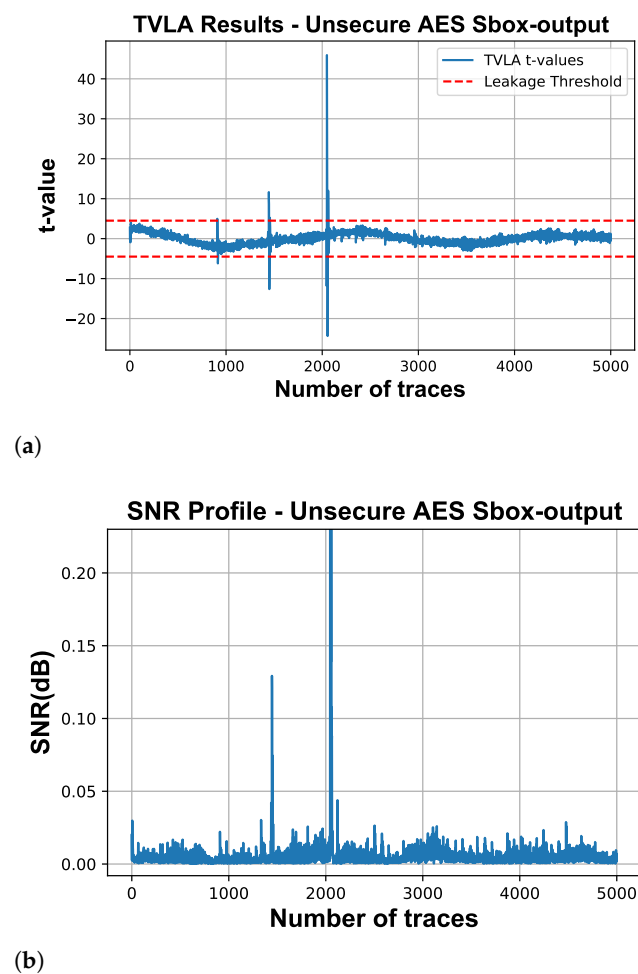 TVLA Results - Unsecure AES Sbox-output
TVLA t-values
Leakage Threshold
t-value
40
30
20
10
0
−10
−20
0 1000 2000 3000 4000 5000
Number of traces
(a)
SNR Profile - Unsecure AES Sbox-output
SNR(dB)
0.20
0.15
0.10
0.05
0.00
0 1000 2000 3000 4000 5000
Number of traces
(b)